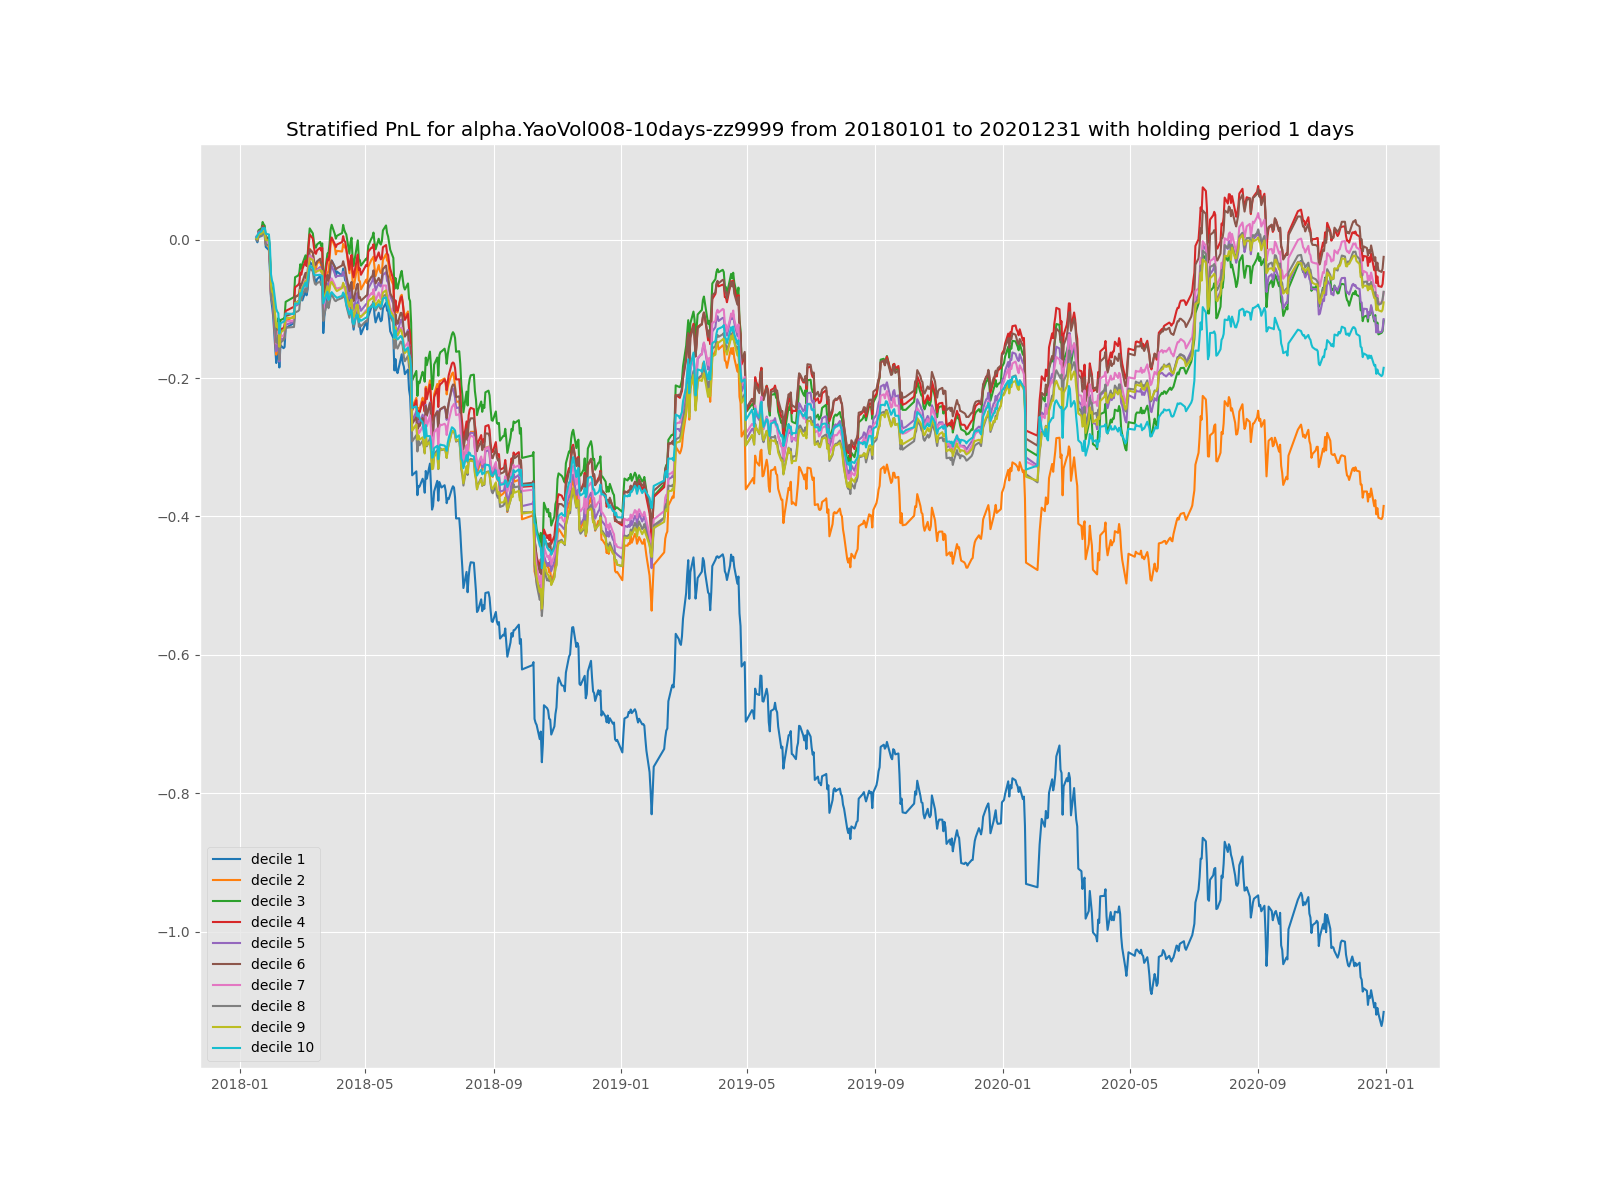 Stratified PnL for alpha.YaoVol008-10days-zz9999 from 20180101 to 20201231 with holding period 1 days
0.0
−0.2
−0.4
−0.6
−0.8
−1.0
decile 1
decile 2
decile 3
decile 4
decile 5
decile 6
decile 7
decile 8
decile 9
decile 10
2018-01 2018-05 2018-09 2019-01 2019-05 2019-09 2020-01 2020-05 2020-09 2021-01